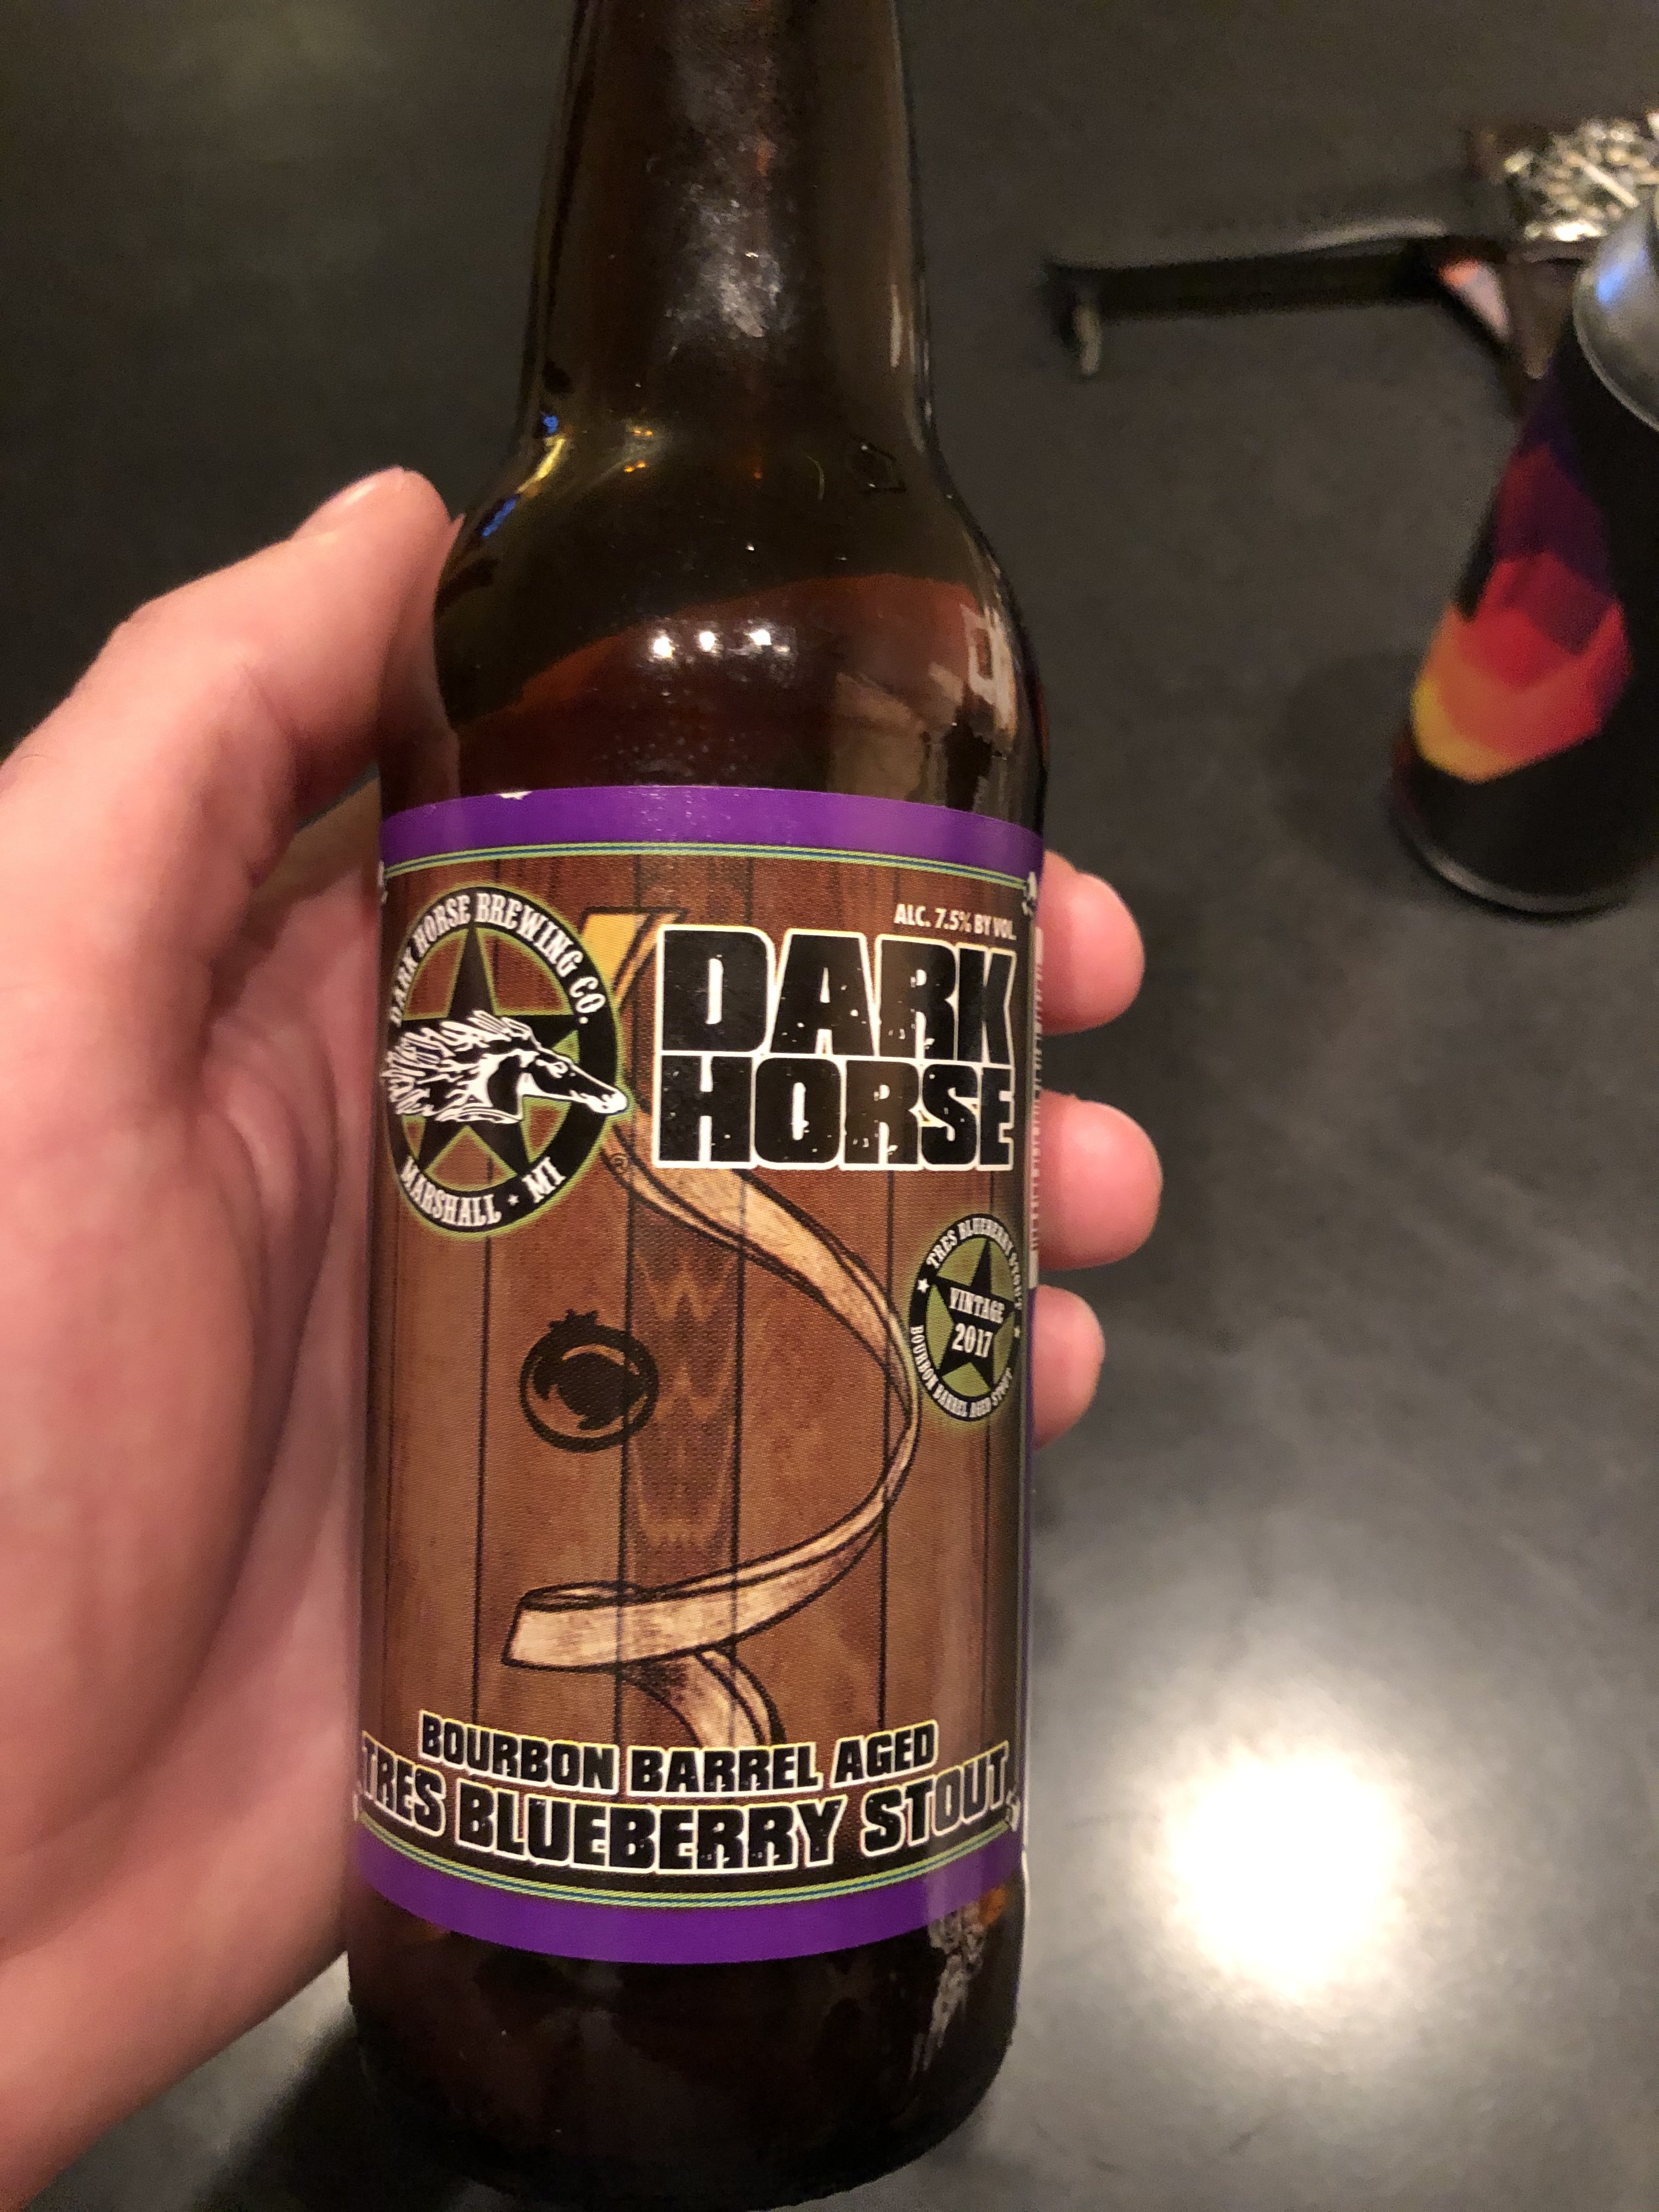 ALC. 7.5% BY VOL.
DARK HORSE BREWING CO.
MARSHALL ★ MI
®
DARK
HORSE
TRES BLUEBERRY STOUT
VINTAGE
2017
BOURBON BARREL AGED STOUT
BOURBON BARREL AGED
TRES BLUEBERRY STOUT